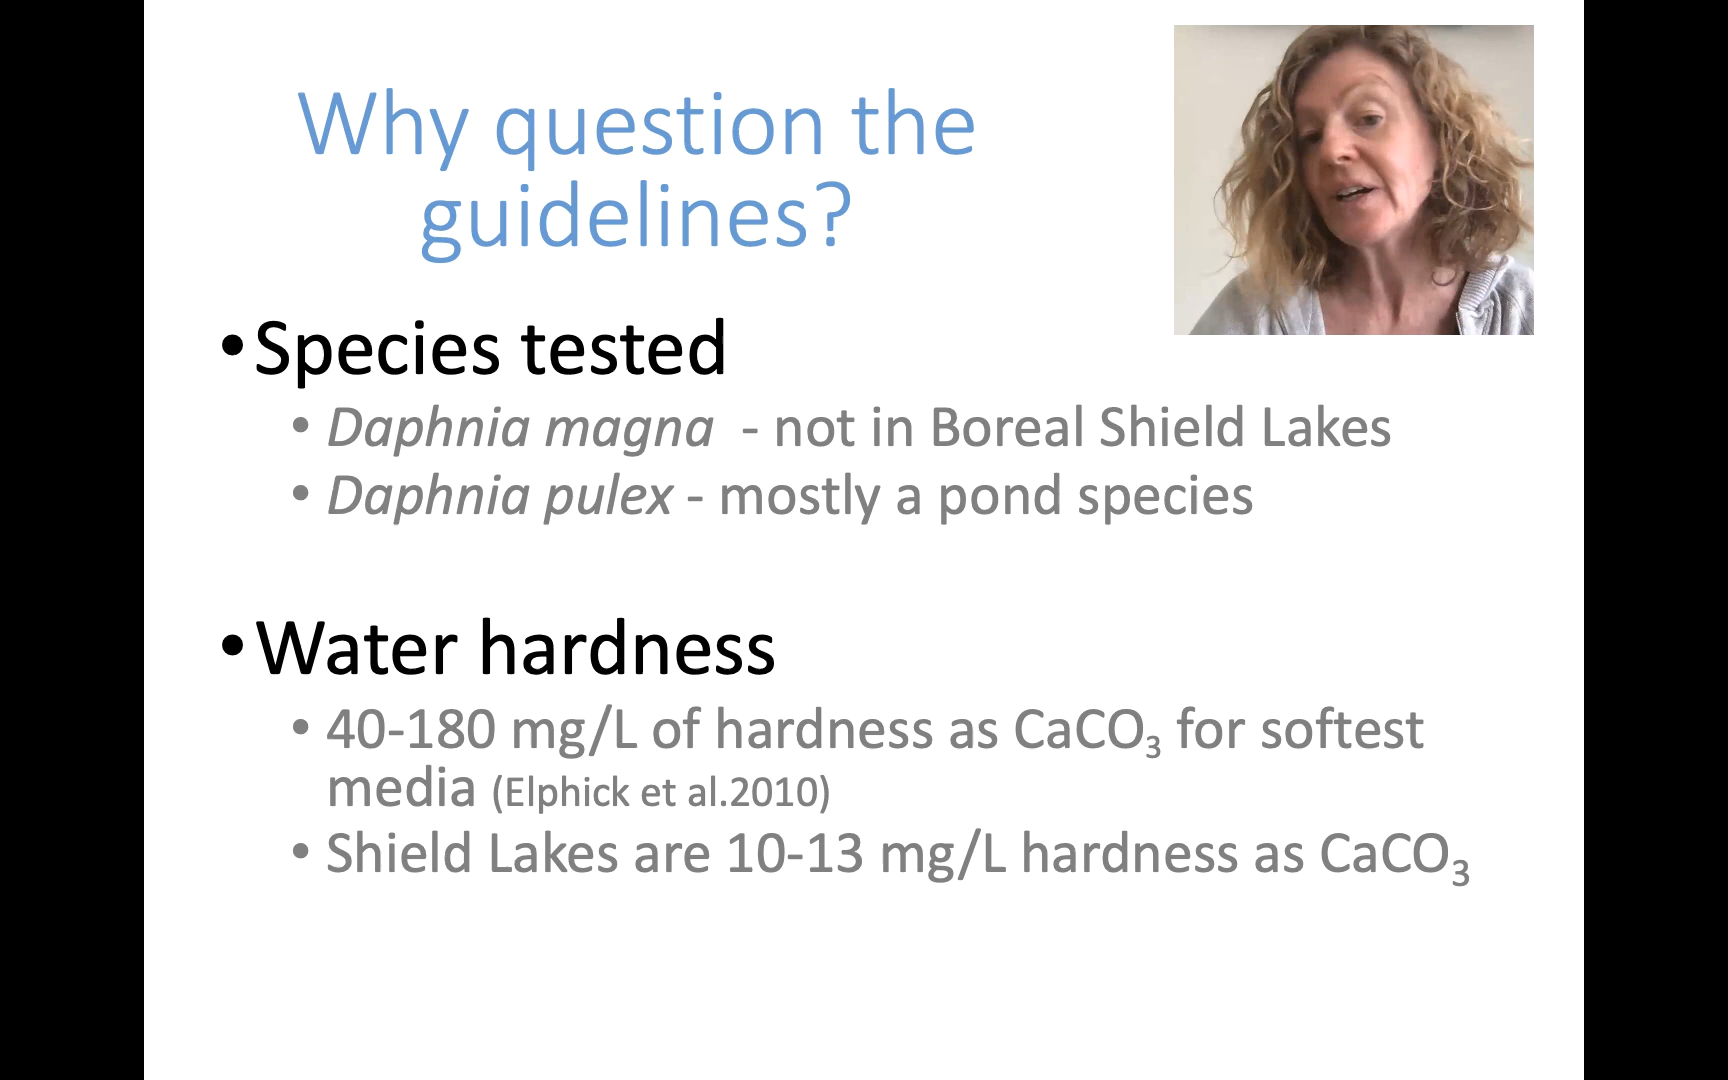 Why question the
guidelines?
•Species tested
• Daphnia magna - not in Boreal Shield Lakes
• Daphnia pulex - mostly a pond species
•Water hardness
• 40-180 mg/L of hardness as CaCO₃ for softest
media (Elphick et al.2010)
• Shield Lakes are 10-13 mg/L hardness as CaCO₃